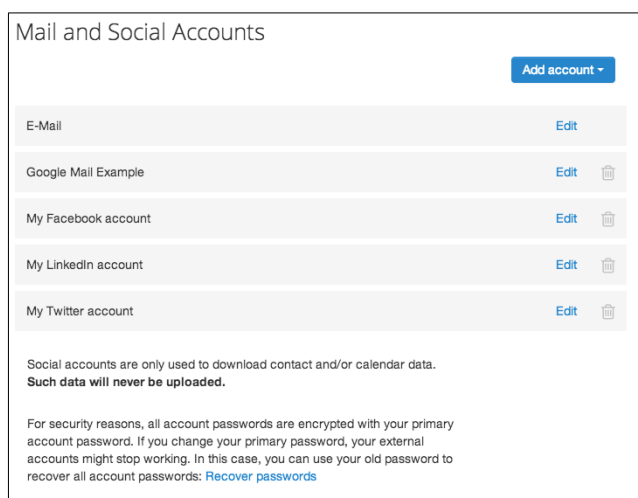 Mail and Social Accounts
Add account
E-Mail Edit
Google Mail Example Edit
My Facebook account Edit
My LinkedIn account Edit
My Twitter account Edit
Social accounts are only used to download contact and/or calendar data.
Such data will never be uploaded.
For security reasons, all account passwords are encrypted with your primary
account password. If you change your primary password, your external
accounts might stop working. In this case, you can use your old password to
recover all account passwords: Recover passwords